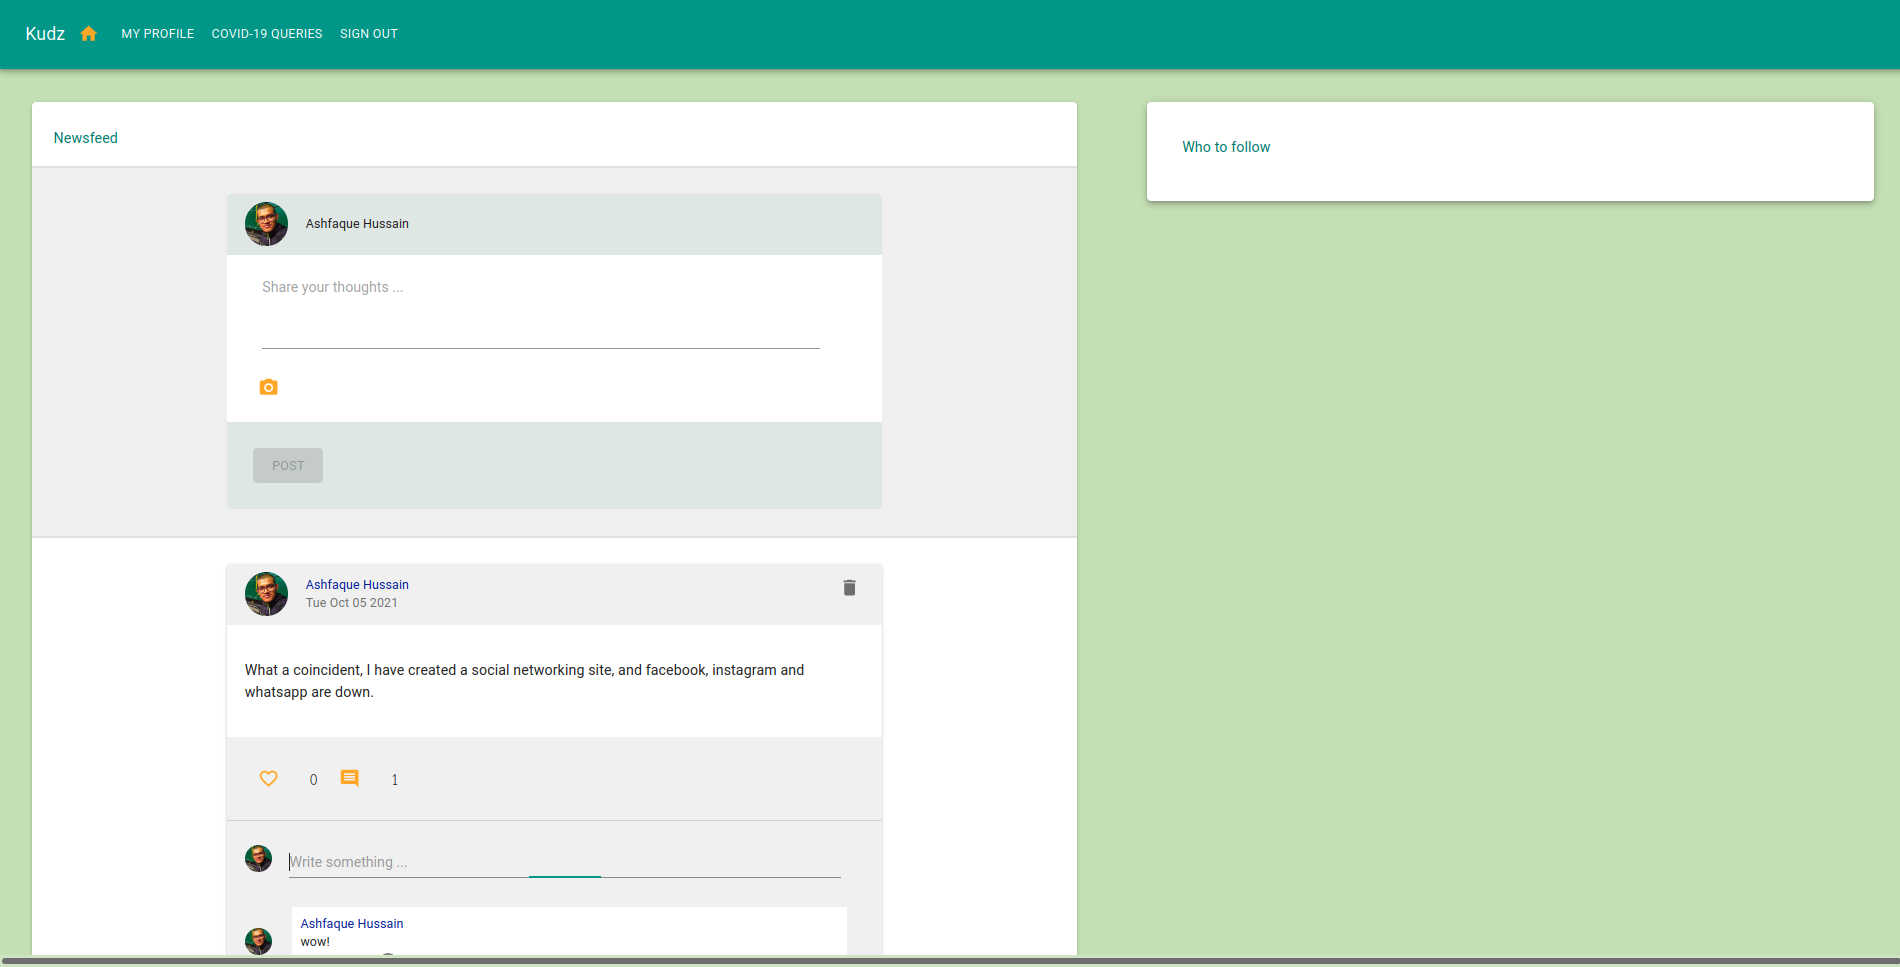 Kudz MY PROFILE COVID-19 QUERIES SIGN OUT
Newsfeed
Who to follow
Ashfaque Hussain
Share your thoughts ...
POST
Ashfaque Hussain
Tue Oct 05 2021
What a coincident, I have created a social networking site, and facebook, instagram and
whatsapp are down.
0 1
Write something ...
Ashfaque Hussain
wow!